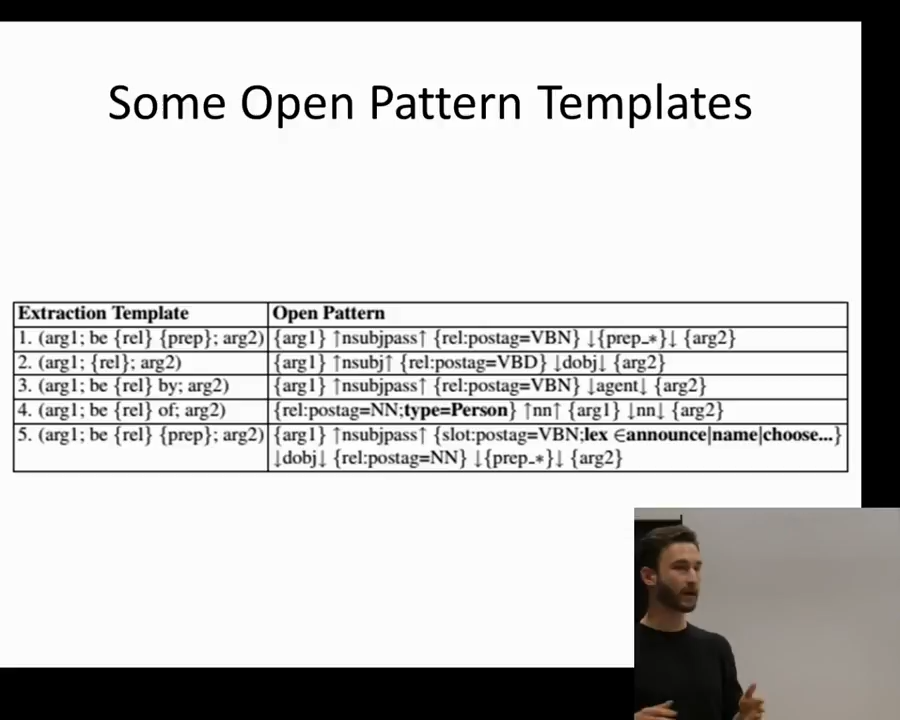 Some Open Pattern Templates
Extraction Template Open Pattern
1. (arg1; be {rel} {prep}; arg2) {arg1} ↑nsubjpass↑ {rel:postag=VBN} ↓{prep_*}↓ {arg2}
2. (arg1; {rel}; arg2) {arg1} ↑nsubj↑ {rel:postag=VBD} ↓dobj↓ {arg2}
3. (arg1; be {rel} by; arg2) {arg1} ↑nsubjpass↑ {rel:postag=VBN} ↓agent↓ {arg2}
4. (arg1; be {rel} of; arg2) {rel:postag=NN;type=Person} ↑nn↑ {arg1} ↓nn↓ {arg2}
5. (arg1; be {rel} {prep}; arg2) {arg1} ↑nsubjpass↑ {slot:postag=VBN;lex ∈announce|name|choose...}
↓dobj↓ {rel:postag=NN} ↓{prep_*}↓ {arg2}